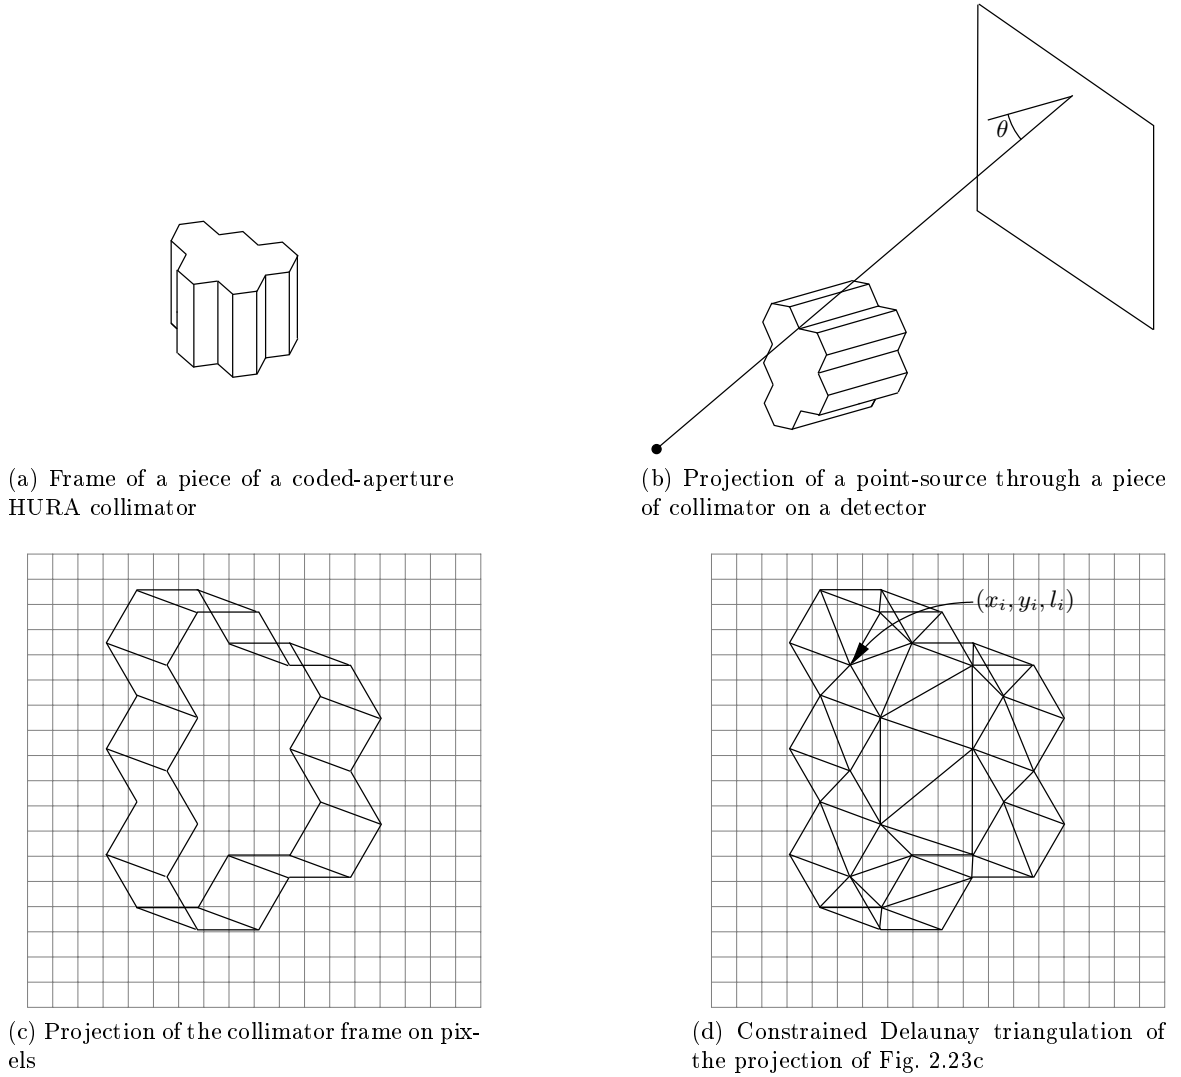 θ
(a) Frame of a piece of a coded-aperture
HURA collimator
(b) Projection of a point-source through a piece
of collimator on a detector
(x_i, y_i, l_i)
(c) Projection of the collimator frame on pix-
els
(d) Constrained Delaunay triangulation of
the projection of Fig. 2.23c